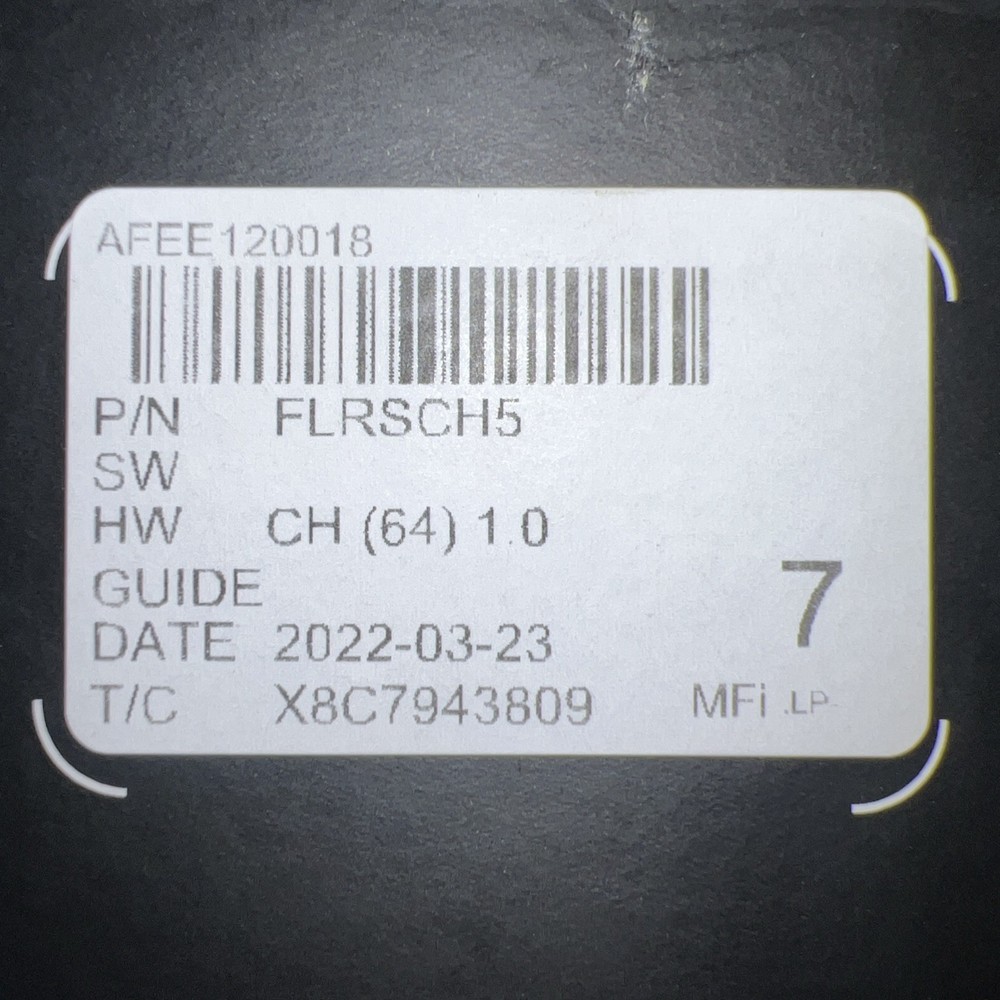 AFEE120018
P/N FLRSCH5
SW
HW CH (64) 1.0
GUIDE
7
DATE 2022-03-23
T/C X8C7943809 MFi .LP